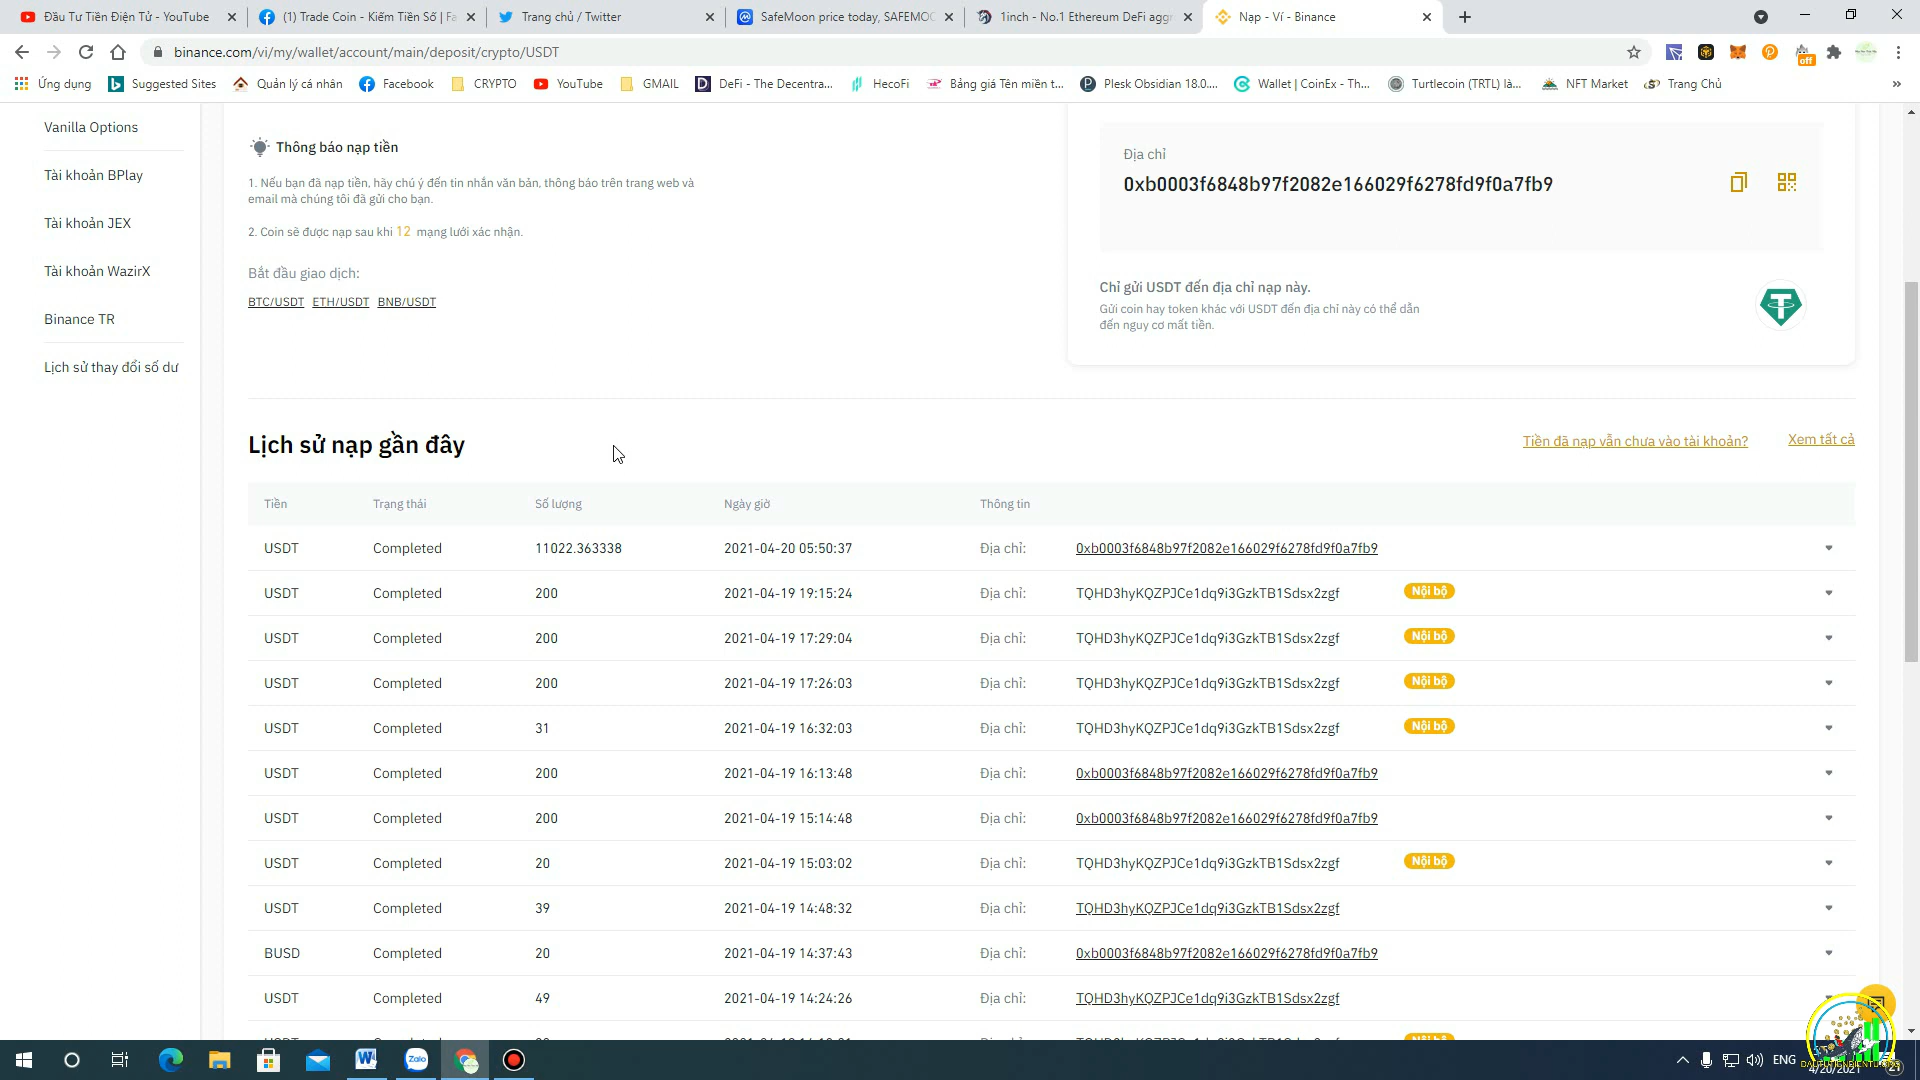 Đầu Tư Tiền Điện Tử - YouTube
(1) Trade Coin - Kiếm Tiền Số | Fa
Trang chủ / Twitter
SafeMoon price today, SAFEMOO
1inch - No.1 Ethereum DeFi aggr
Nạp - Ví - Binance
binance.com/vi/my/wallet/account/main/deposit/crypto/USDT
off
Ứng dụng
Suggested Sites
Quản lý cá nhân
Facebook
CRYPTO
YouTube
GMAIL
DeFi - The Decentra...
HecoFi
Bảng giá Tên miền t...
Plesk Obsidian 18.0....
Wallet | CoinEx - Th...
Turtlecoin (TRTL) là...
NFT Market
Trang Chủ
»
Vanilla Options
Tài khoản BPlay
Tài khoản JEX
Tài khoản WazirX
Binance TR
Lịch sử thay đổi số dư
Thông báo nạp tiền
1. Nếu bạn đã nạp tiền, hãy chú ý đến tin nhắn văn bản, thông báo trên trang web và
email mà chúng tôi đã gửi cho bạn.
2. Coin sẽ được nạp sau khi 12 mạng lưới xác nhận.
Bắt đầu giao dịch:
BTC/USDT ETH/USDT BNB/USDT
Địa chỉ
0xb0003f6848b97f2082e166029f6278fd9f0a7fb9
Chỉ gửi USDT đến địa chỉ nạp này.
Gửi coin hay token khác với USDT đến địa chỉ này có thể dẫn
đến nguy cơ mất tiền.
Lịch sử nạp gần đây
Tiền đã nạp vẫn chưa vào tài khoản?
Xem tất cả
Tiền Trạng thái Số lượng Ngày giờ Thông tin
USDT Completed 11022.363338 2021-04-20 05:50:37 Địa chỉ: 0xb0003f6848b97f2082e166029f6278fd9f0a7fb9
USDT Completed 200 2021-04-19 19:15:24 Địa chỉ: TQHD3hyKQZPJCe1dq9i3GzkTB1Sdsx2zgf Nội bộ
USDT Completed 200 2021-04-19 17:29:04 Địa chỉ: TQHD3hyKQZPJCe1dq9i3GzkTB1Sdsx2zgf Nội bộ
USDT Completed 200 2021-04-19 17:26:03 Địa chỉ: TQHD3hyKQZPJCe1dq9i3GzkTB1Sdsx2zgf Nội bộ
USDT Completed 31 2021-04-19 16:32:03 Địa chỉ: TQHD3hyKQZPJCe1dq9i3GzkTB1Sdsx2zgf Nội bộ
USDT Completed 200 2021-04-19 16:13:48 Địa chỉ: 0xb0003f6848b97f2082e166029f6278fd9f0a7fb9
USDT Completed 200 2021-04-19 15:14:48 Địa chỉ: 0xb0003f6848b97f2082e166029f6278fd9f0a7fb9
USDT Completed 20 2021-04-19 15:03:02 Địa chỉ: TQHD3hyKQZPJCe1dq9i3GzkTB1Sdsx2zgf Nội bộ
USDT Completed 39 2021-04-19 14:48:32 Địa chỉ: TQHD3hyKQZPJCe1dq9i3GzkTB1Sdsx2zgf
BUSD Completed 20 2021-04-19 14:37:43 Địa chỉ: 0xb0003f6848b97f2082e166029f6278fd9f0a7fb9
USDT Completed 49 2021-04-19 14:24:26 Địa chỉ: TQHD3hyKQZPJCe1dq9i3GzkTB1Sdsx2zgf
Zalo
ENG
4/20/2021
21